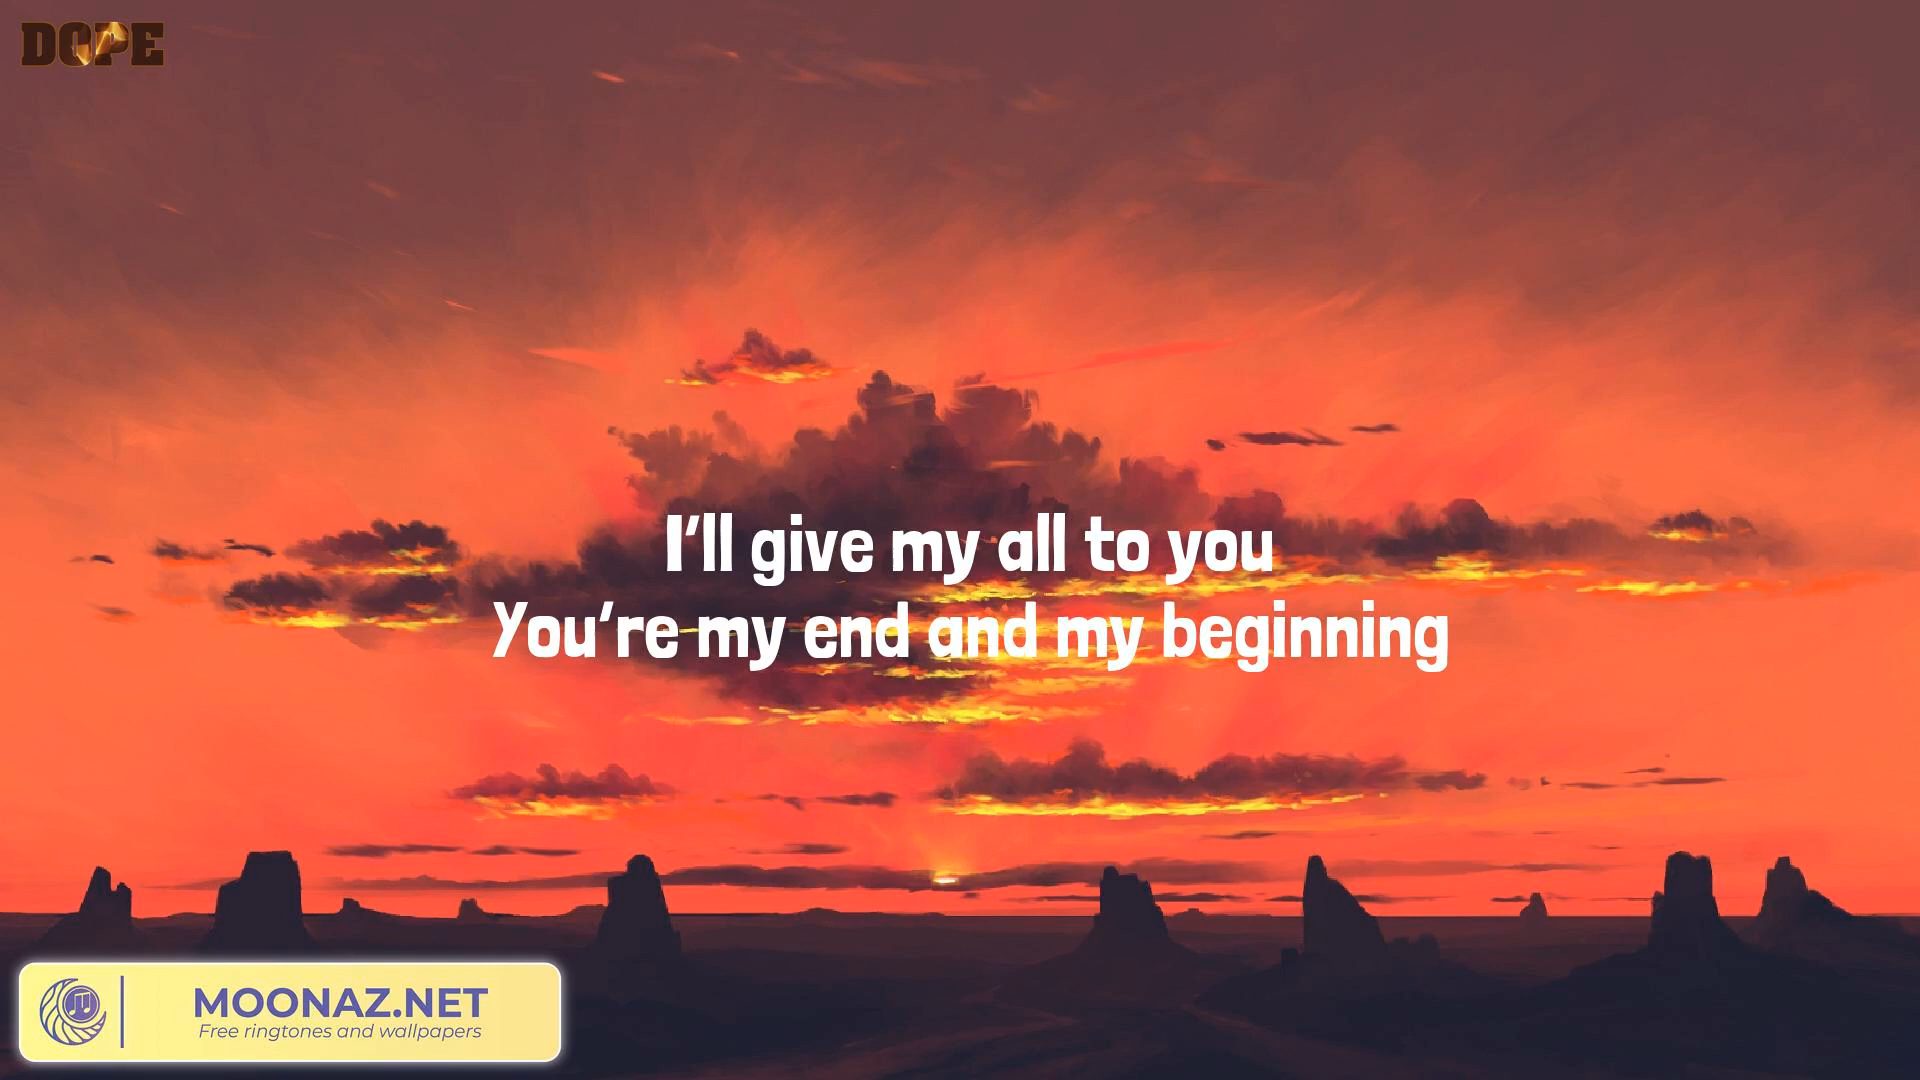 DOPE
I'll give my all to you
You're my end and my beginning
MOONAZ.NET
Free ringtones and wallpapers